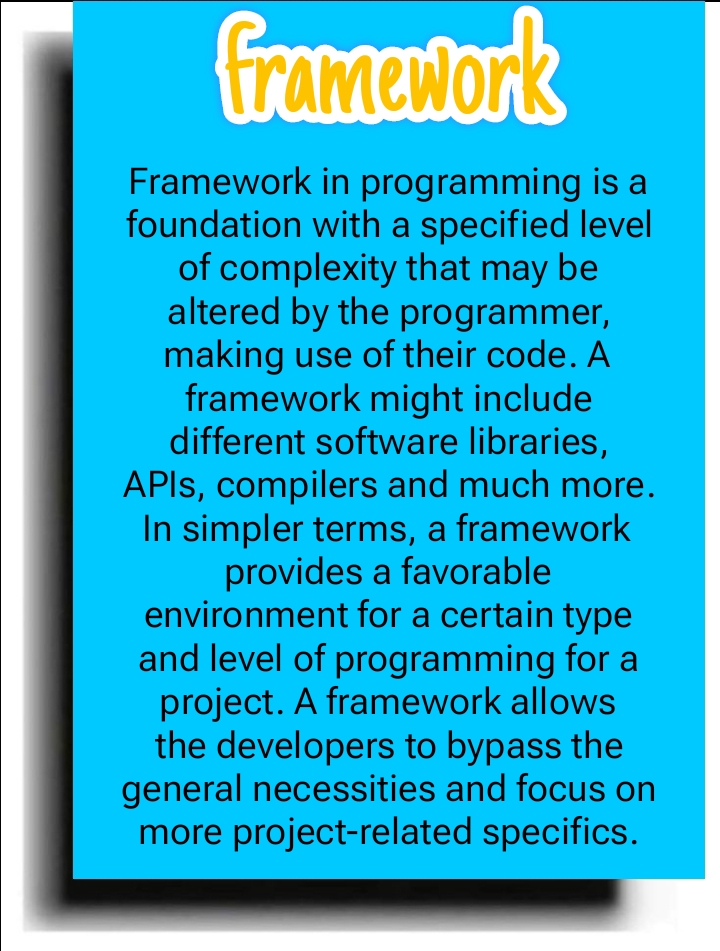 framework
Framework in programming is a
foundation with a specified level
of complexity that may be
altered by the programmer,
making use of their code. A
framework might include
different software libraries,
APIs, compilers and much more.
In simpler terms, a framework
provides a favorable
environment for a certain type
and level of programming for a
project. A framework allows
the developers to bypass the
general necessities and focus on
more project-related specifics.